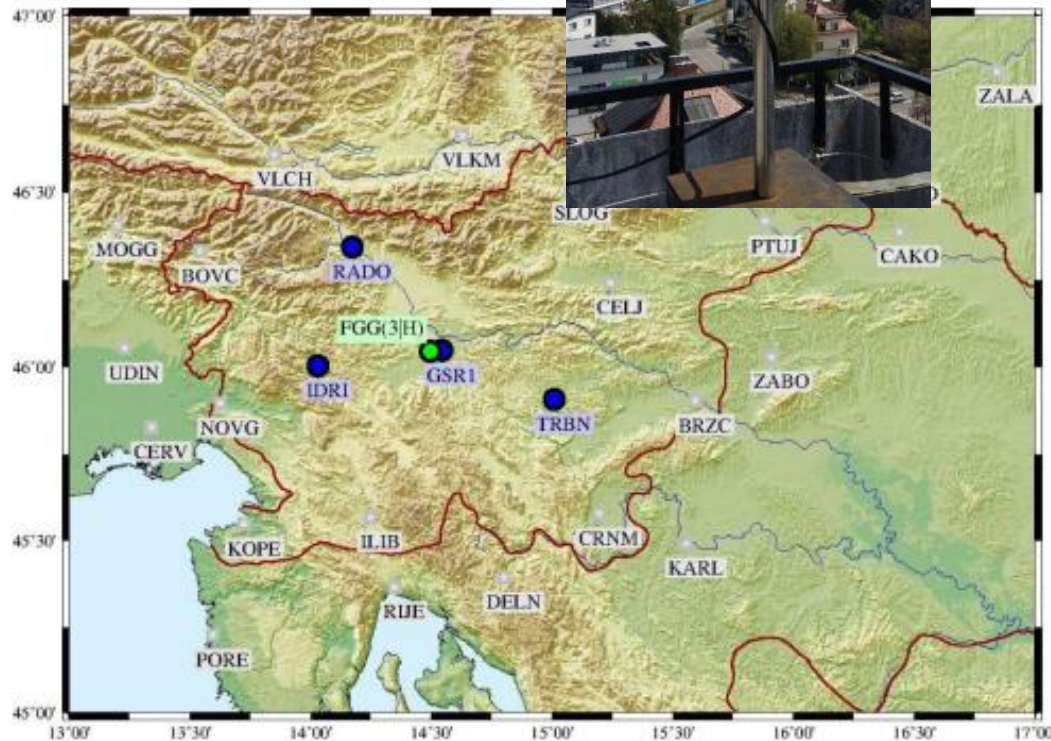 47°00'
ZALA
VLKM
VLCH
46°30'
SLOG
MOGG
PTUJ
CAKO
BOVC
RADO
CELJ
FGG(3|H)
46°00'
UDIN
IDRI
GSR1
ZABO
TRBN
NOVG
BRZC
CERV
KOPE
ILIB
CRNM
45°30'
KARL
DELN
RIJE
PORE
45°00'
13°00'
14°00'
14°30'
15°00'
15°30'
16°00'
16°30'
17°00'